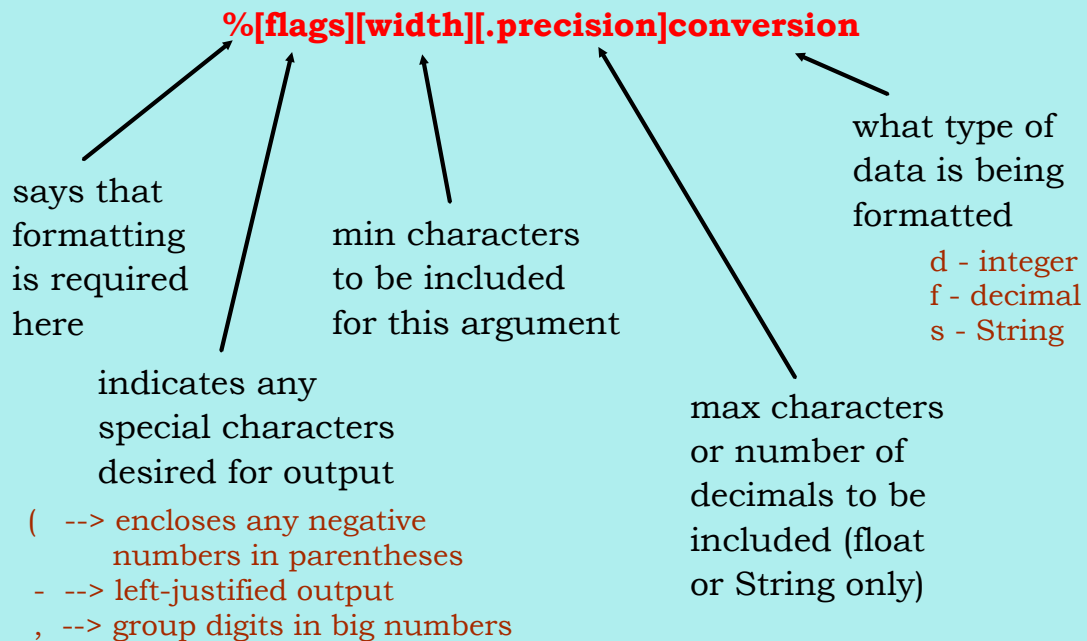 %[flags][width][.precision]conversion
says that
formatting
is required
here
indicates any
special characters
desired for output
( --> encloses any negative
numbers in parentheses
- --> left-justified output
, --> group digits in big numbers
min characters
to be included
for this argument
max characters
or number of
decimals to be
included (float
or String only)
what type of
data is being
formatted
d - integer
f - decimal
s - String